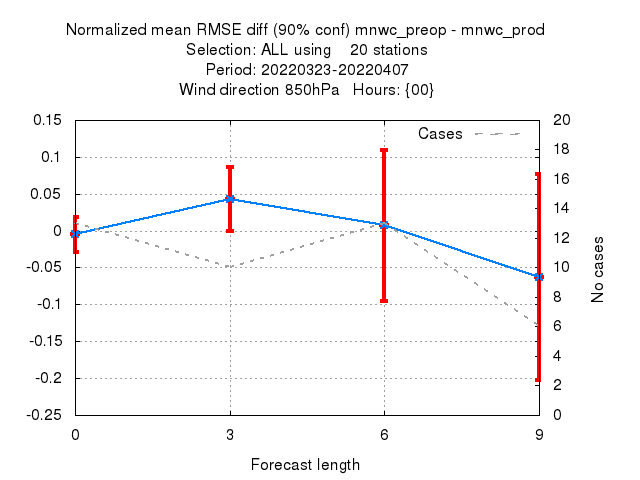 Normalized mean RMSE diff (90% conf) mnwc_preop - mnwc_prod
Selection: ALL using    20 stations
Period: 20220323-20220407
Wind direction 850hPa   Hours: {00}
Cases
0.15
0.1
0.05
0
-0.05
-0.1
-0.15
-0.2
-0.25
20
18
16
14
12
10
8
6
4
2
0
No cases
0 3 6 9
Forecast length